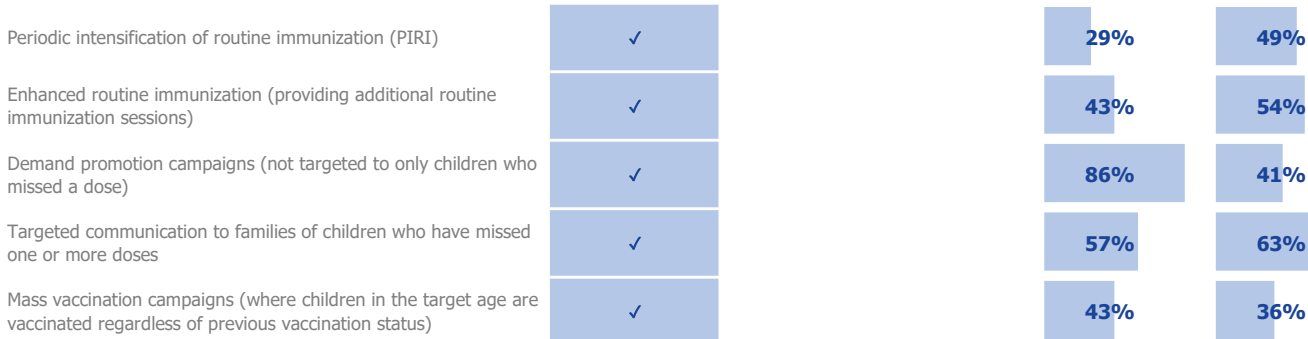 Periodic intensification of routine immunization (PIRI) ✓ 29% 49%
Enhanced routine immunization (providing additional routine
immunization sessions) ✓ 43% 54%
Demand promotion campaigns (not targeted to only children who
missed a dose) ✓ 86% 41%
Targeted communication to families of children who have missed
one or more doses ✓ 57% 63%
Mass vaccination campaigns (where children in the target age are
vaccinated regardless of previous vaccination status) ✓ 43% 36%